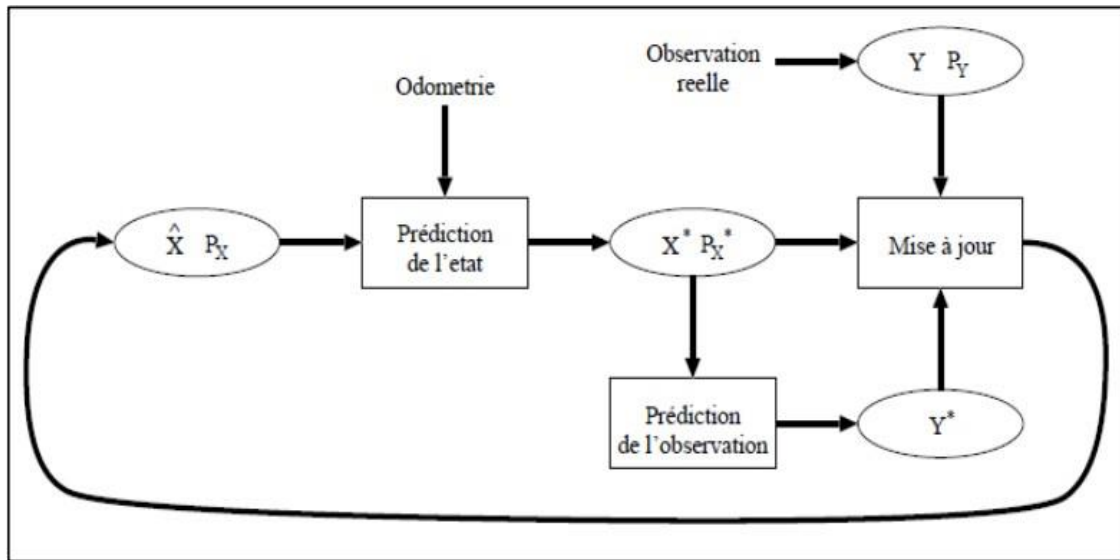 Observation
reelle
Y P_Y
Odometrie
X̂ P_X
Prédiction
de l'etat
X* P_X*
Mise à jour
Prédiction
de l'observation
Y*